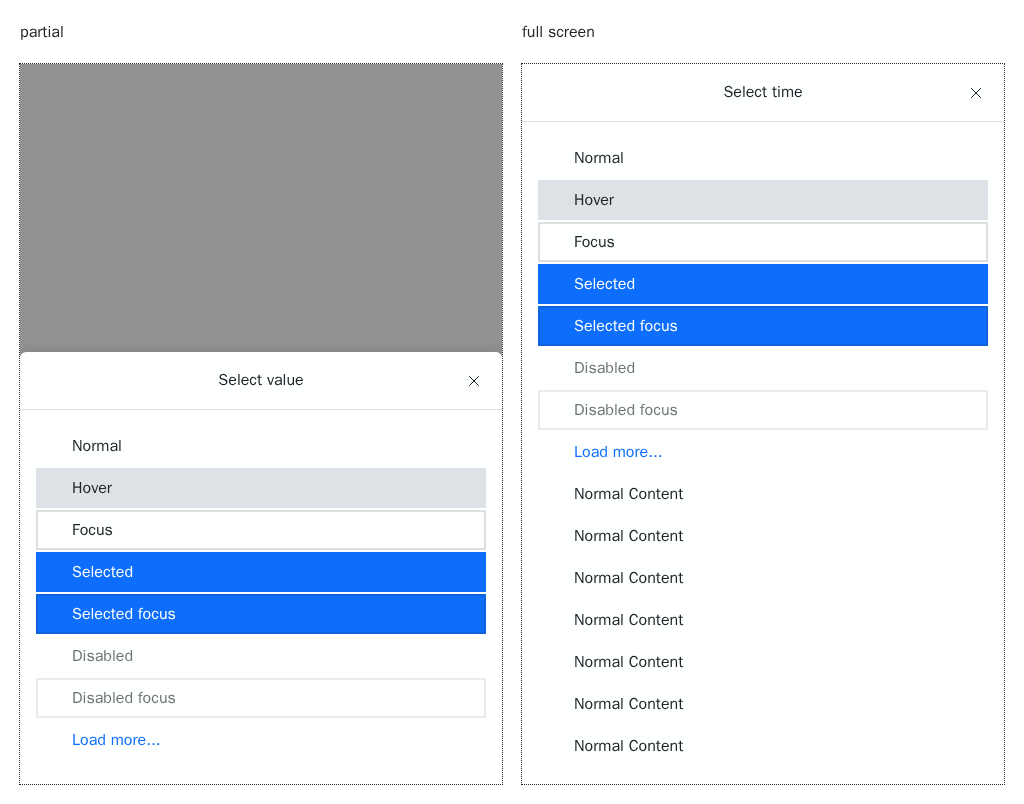 partial
Select value
Normal
Hover
Focus
Selected
Selected focus
Disabled
Disabled focus
Load more...
full screen
Select time
Normal
Hover
Focus
Selected
Selected focus
Disabled
Disabled focus
Load more...
Normal Content
Normal Content
Normal Content
Normal Content
Normal Content
Normal Content
Normal Content